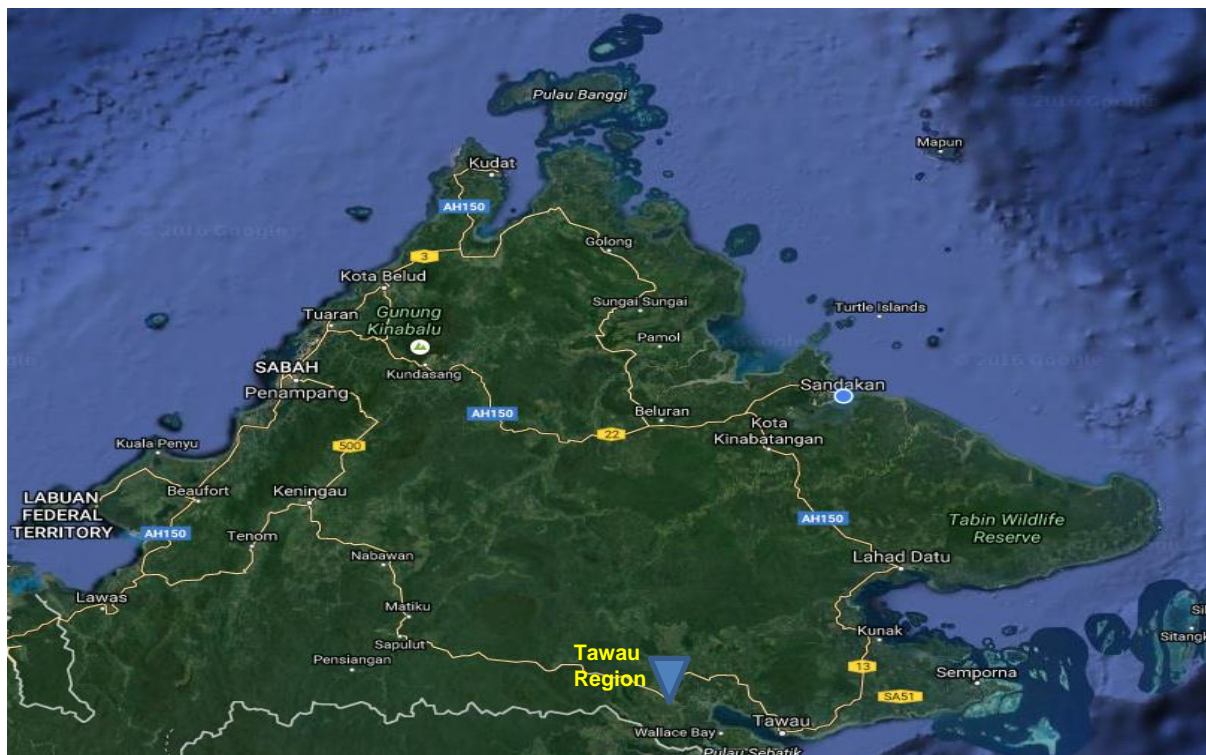 Pulau Banggi
© 2016 Google
Mapun
Kudat
AH150
© 2016 Google
Golong
3
Kota Belud
Sungai Sungai
Turtle Islands
Tuaran
Gunung
Kinabalu
Pamol
2016 Google
SABAH
Kundasang
Penampang
Sandakan
AH150
Beluran
Kota
Kinabatangan
22
Kuala Penyu
500
LABUAN
FEDERAL
TERRITORY
Beaufort
Keningau
AH150
AH150
Tabin Wildlife
Reserve
Tenom
Nabawan
Lahad Datu
Lawas
Matiku
Sapulut
Kunak
Sitangk
Pensiangan
Tawau
Region
13
Semporna
SA51
Wallace Bay
Tawau
Pulau Sebatik